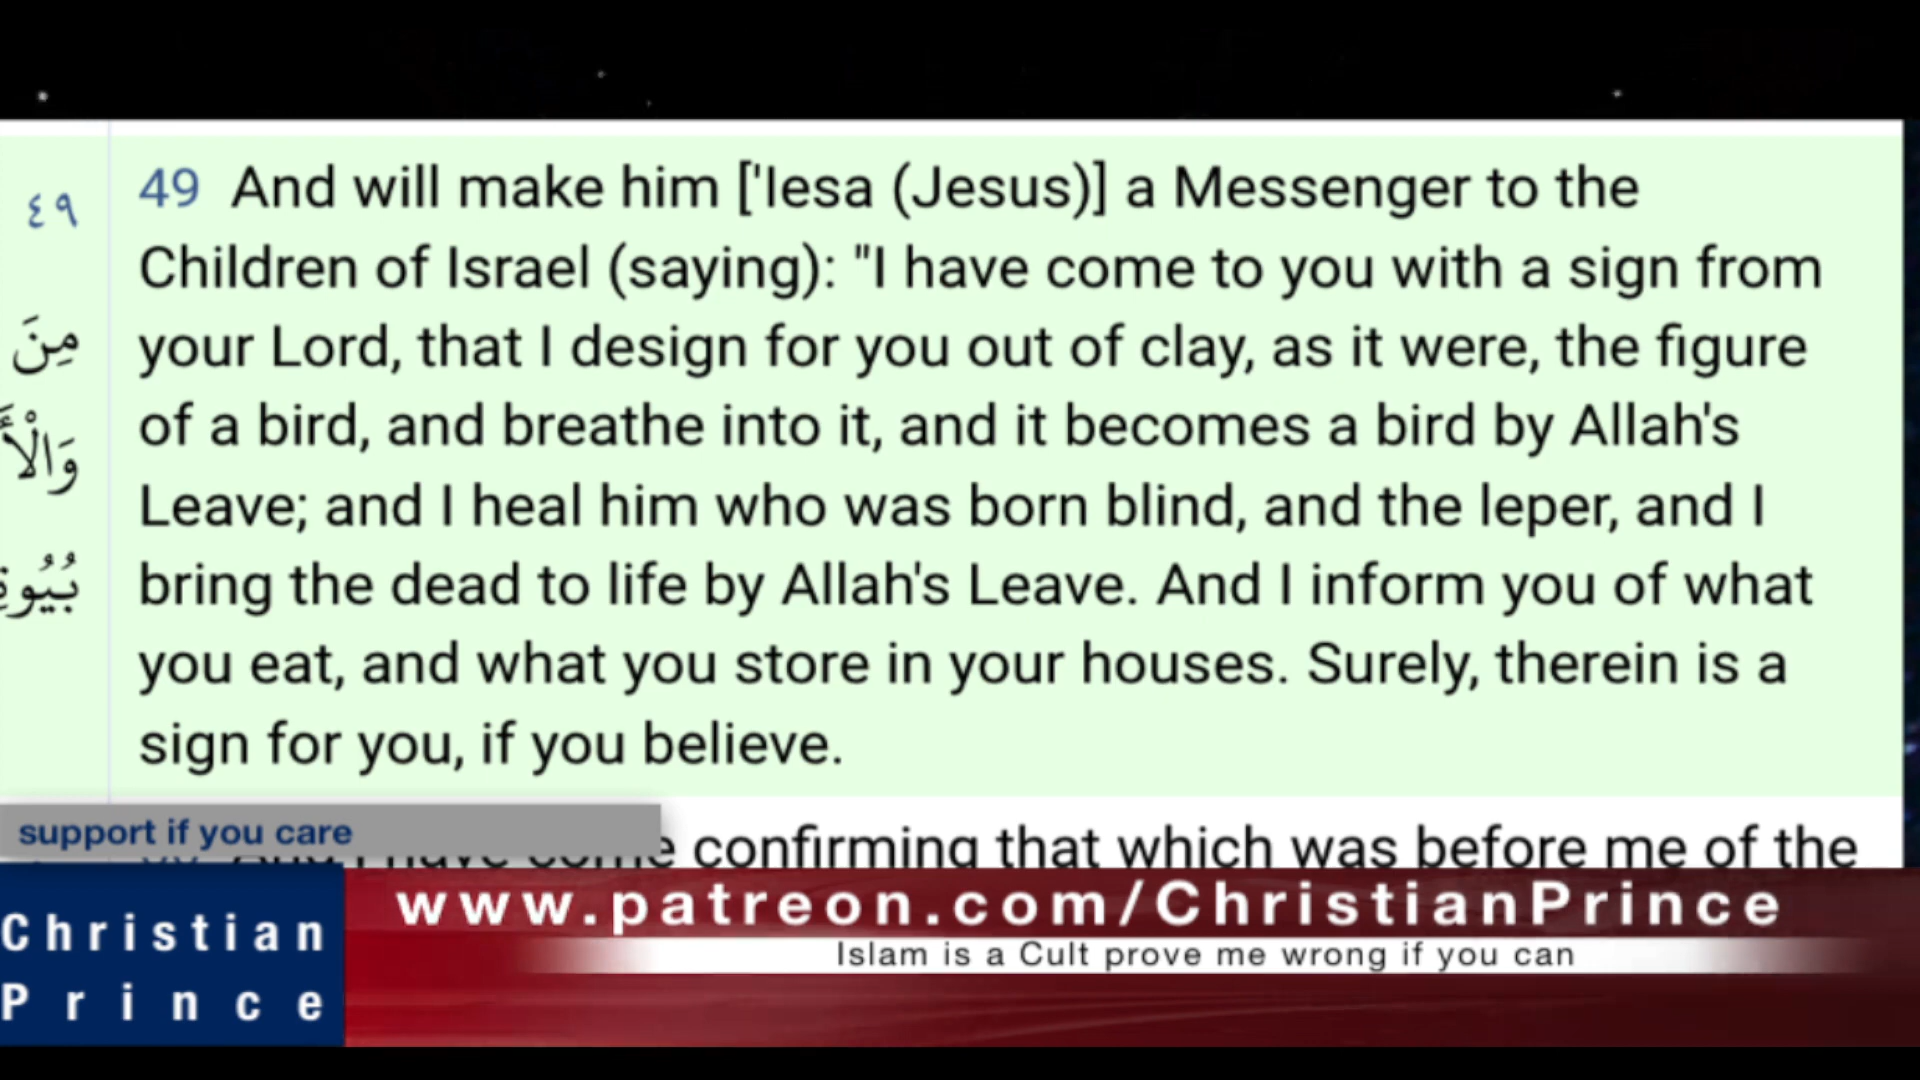 ٤٩
مِنَ
49 And will make him ['Iesa (Jesus)] a Messenger to the
Children of Israel (saying): "I have come to you with a sign from
your Lord, that I design for you out of clay, as it were, the figure
of a bird, and breathe into it, and it becomes a bird by Allah's
Leave; and I heal him who was born blind, and the leper, and I
bring the dead to life by Allah's Leave. And I inform you of what
you eat, and what you store in your houses. Surely, therein is a
sign for you, if you believe.
And I have come confirming that which was before me of the
support if you care
Christian
Prince
www.patreon.com/ChristianPrince
Islam is a Cult prove me wrong if you can